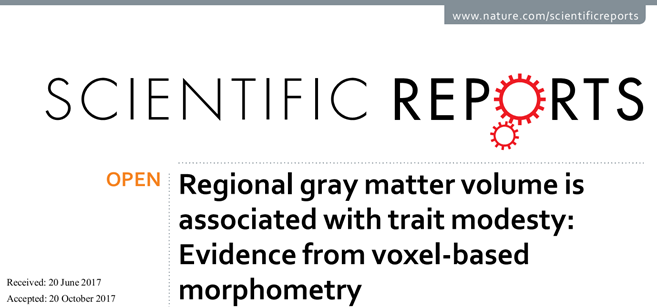 www.nature.com/scientificreports
SCIENTIFIC REPORTS
OPEN
Regional gray matter volume is
associated with trait modesty:
Evidence from voxel-based
morphometry
Received: 20 June 2017
Accepted: 20 October 2017